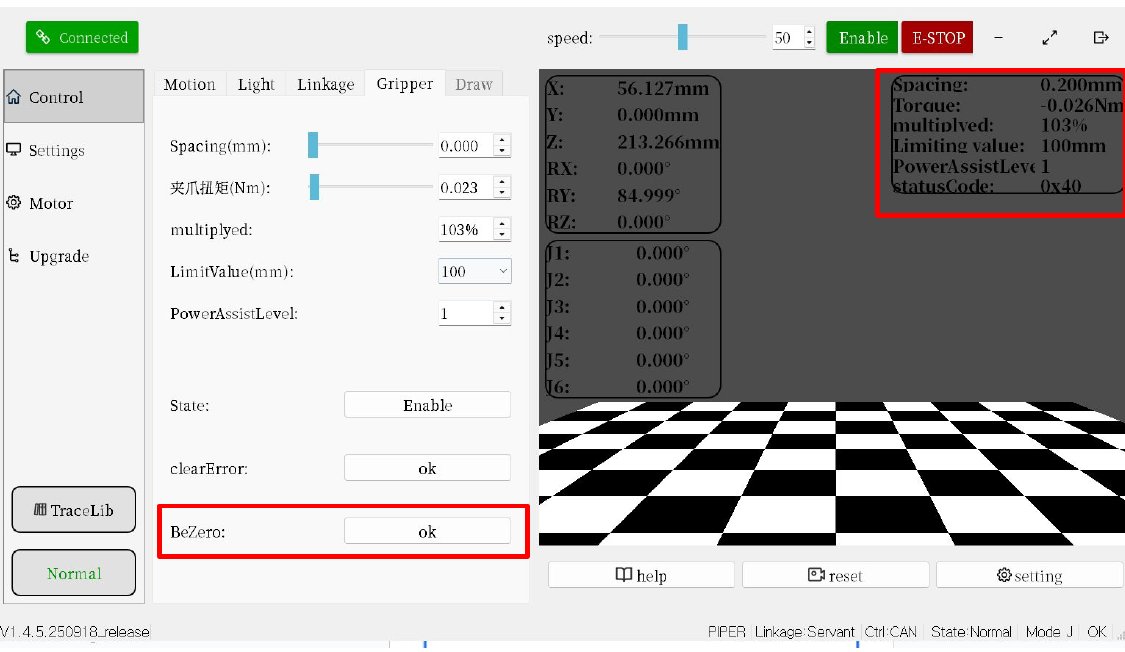 Connected
speed: 50 Enable E-STOP
Control
Settings
Motor
Upgrade
TraceLib
Normal
Motion Light Linkage Gripper Draw
Spacing(mm): 0.000
夹爪扭矩(Nm): 0.023
multiplyed: 103%
LimitValue(mm): 100
PowerAssistLevel: 1
State: Enable
clearError: ok
BeZero: ok
X: 56.127mm
Y: 0.000mm
Z: 213.266mm
RX: 0.000°
RY: 84.999°
RZ: 0.000°
J1: 0.000°
J2: 0.000°
J3: 0.000°
J4: 0.000°
J5: 0.000°
J6: 0.000°
Spacing: 0.200mm
Torque: -0.026Nm
multiplyed: 103%
Limiting value: 100mm
PowerAssistLeve 1
statusCode: 0x40
help reset setting
V1.4.5.250918_release
PIPER Linkage:Servant Ctrl:CAN State:Normal Mode J OK